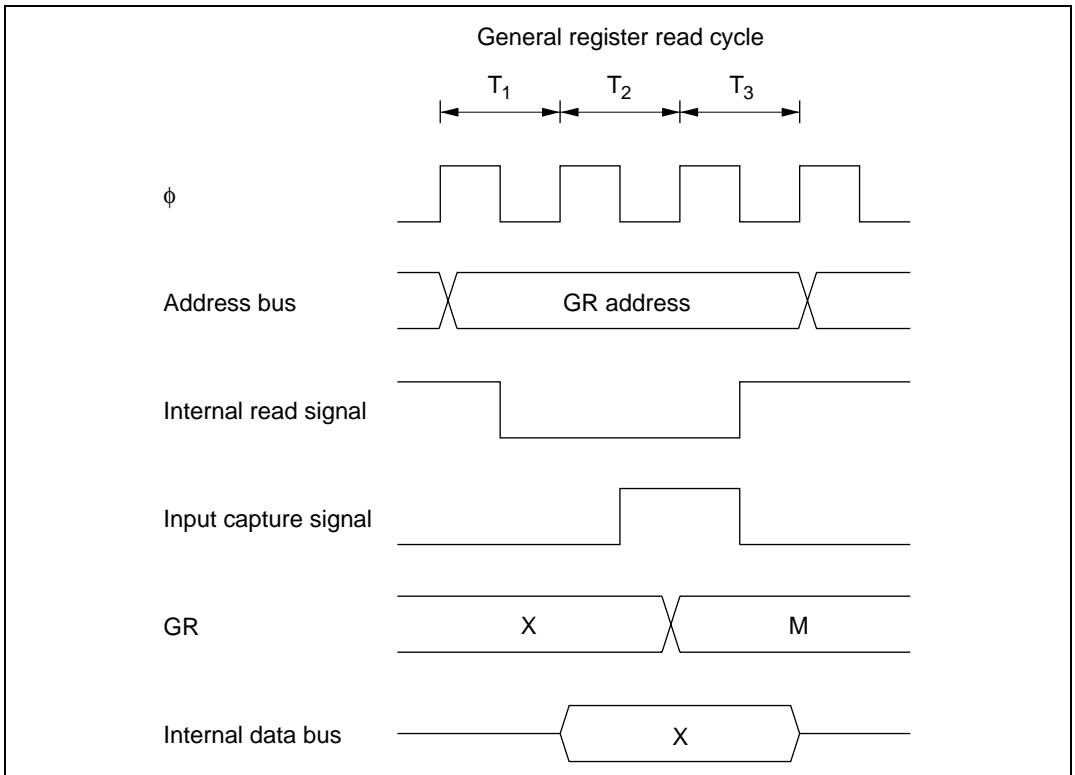 General register read cycle
T1 T2 T3
φ
Address bus GR address
Internal read signal
Input capture signal
GR X M
Internal data bus X